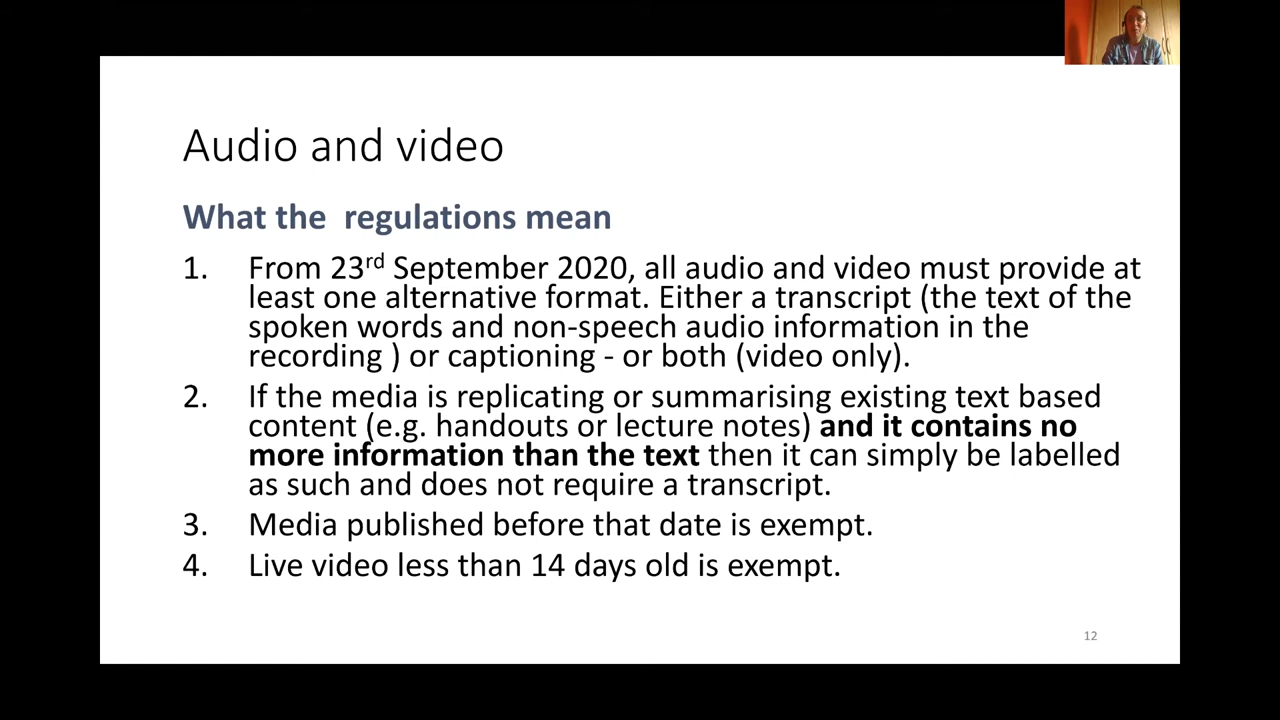 Audio and video
What the  regulations mean
1. From 23rd September 2020, all audio and video must provide at
least one alternative format. Either a transcript (the text of the
spoken words and non-speech audio information in the
recording ) or captioning - or both (video only).
2. If the media is replicating or summarising existing text based
content (e.g. handouts or lecture notes) and it contains no
more information than the text then it can simply be labelled
as such and does not require a transcript.
3. Media published before that date is exempt.
4. Live video less than 14 days old is exempt.
12